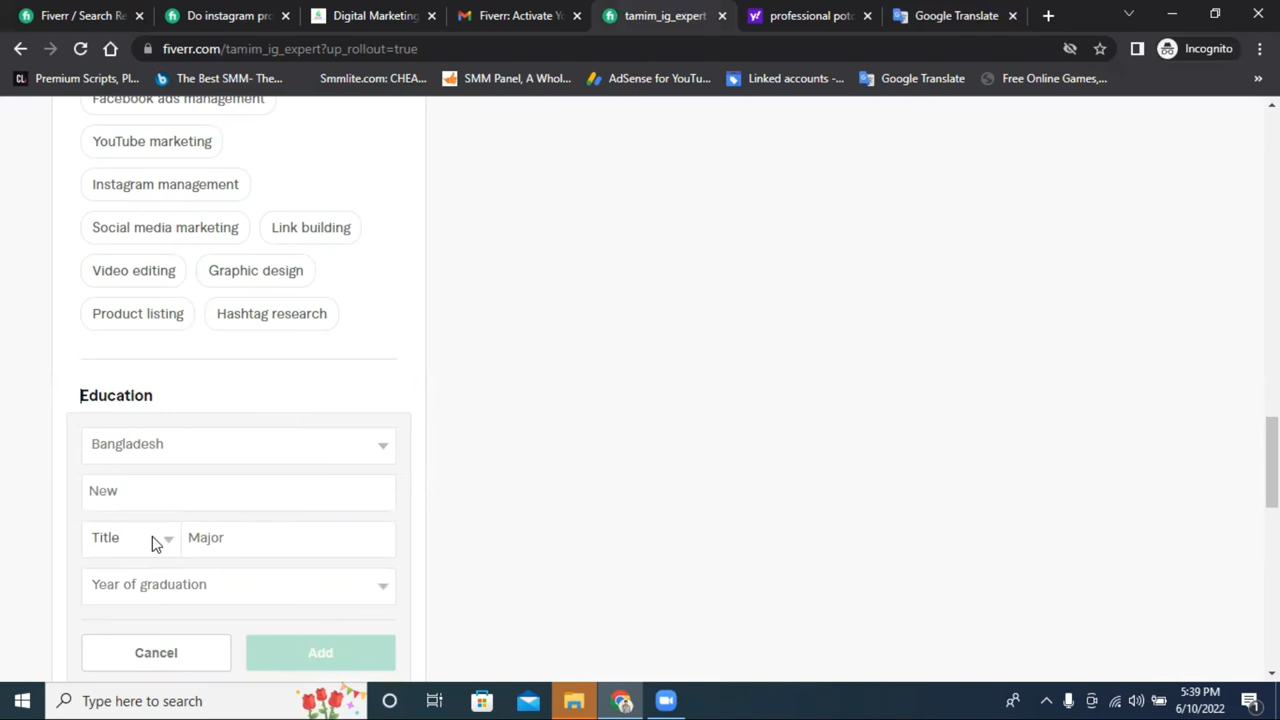 Fiverr / Search Re
Do instagram pro
Digital Marketing
Fiverr: Activate Yo
tamim_ig_expert
professional pot
Google Translate
fiverr.com/tamim_ig_expert?up_rollout=true
Incognito
Premium Scripts, Pl...
The Best SMM- The...
Smmlite.com: CHEA...
SMM Panel, A Whol...
AdSense for YouTu...
Linked accounts -...
Google Translate
Free Online Games,...
Facebook ads management
YouTube marketing
Instagram management
Social media marketing
Link building
Video editing
Graphic design
Product listing
Hashtag research
Education
Bangladesh
New
Title
Major
Year of graduation
Cancel
Add
Type here to search
5:39 PM
6/10/2022